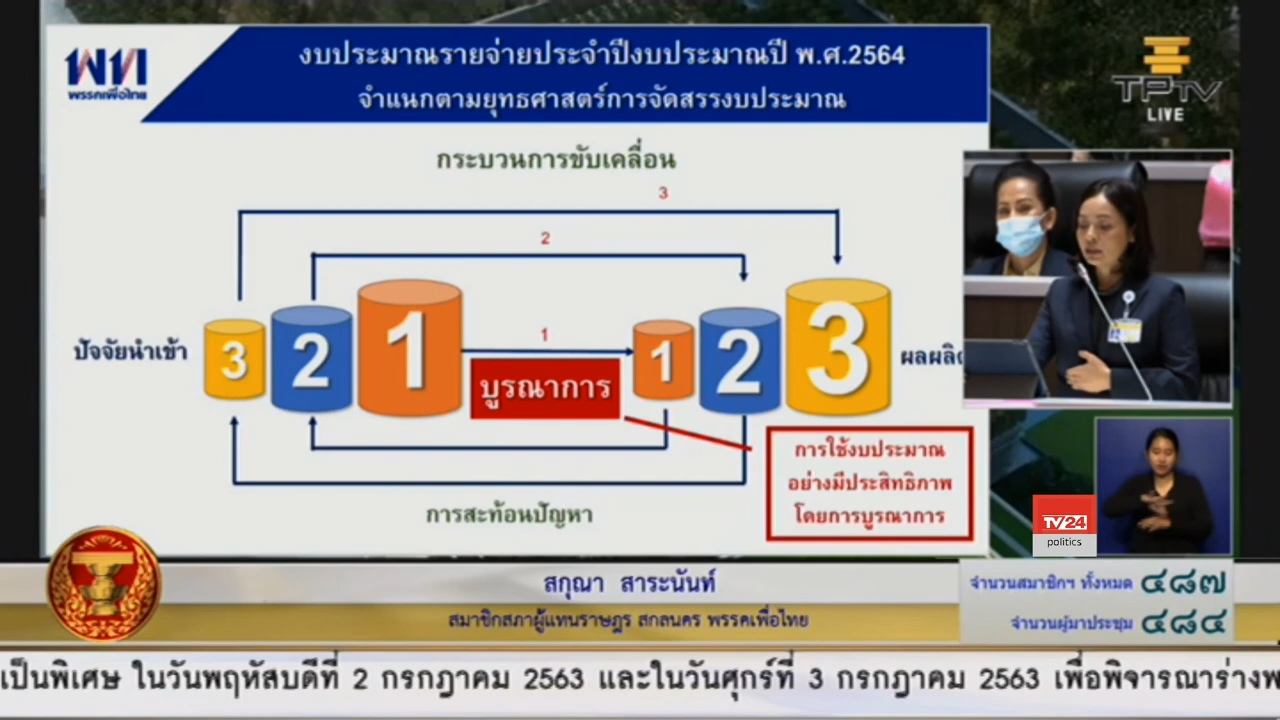 พท
พรรคเพื่อไทย
งบประมาณรายจ่ายประจำปีงบประมาณปี พ.ศ.2564
จำแนกตามยุทธศาสตร์การจัดสรรงบประมาณ
TPTV
LIVE
กระบวนการขับเคลื่อน
3
2
1
ปัจจัยนำเข้า
3
2
1
บูรณาการ
1
2
3
การใช้งบประมาณ
อย่างมีประสิทธิภาพ
โดยการบูรณาการ
การสะท้อนปัญหา
TV24
politics
สกุณา สาระนันท์
สมาชิกสภาผู้แทนราษฎร สกลนคร พรรคเพื่อไทย
จำนวนสมาชิกฯ ทั้งหมด ๔๘๗
จำนวนผู้มาประชุม ๔๘๔
เป็นพิเศษ ในวันพฤหัสบดีที่ 2 กรกฎาคม 2563 และในวันศุกร์ที่ 3 กรกฎาคม 2563 เพื่อพิจารณาร่างพ